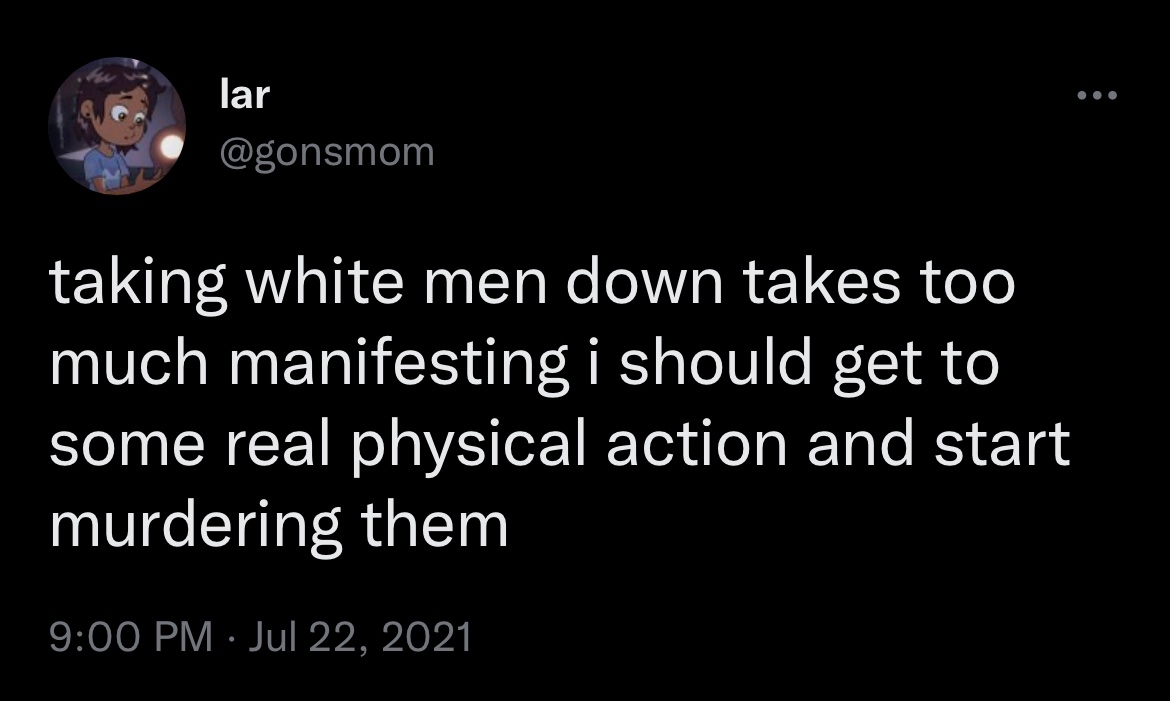 lar
@gonsmom
taking white men down takes too
much manifesting i should get to
some real physical action and start
murdering them
9:00 PM · Jul 22, 2021